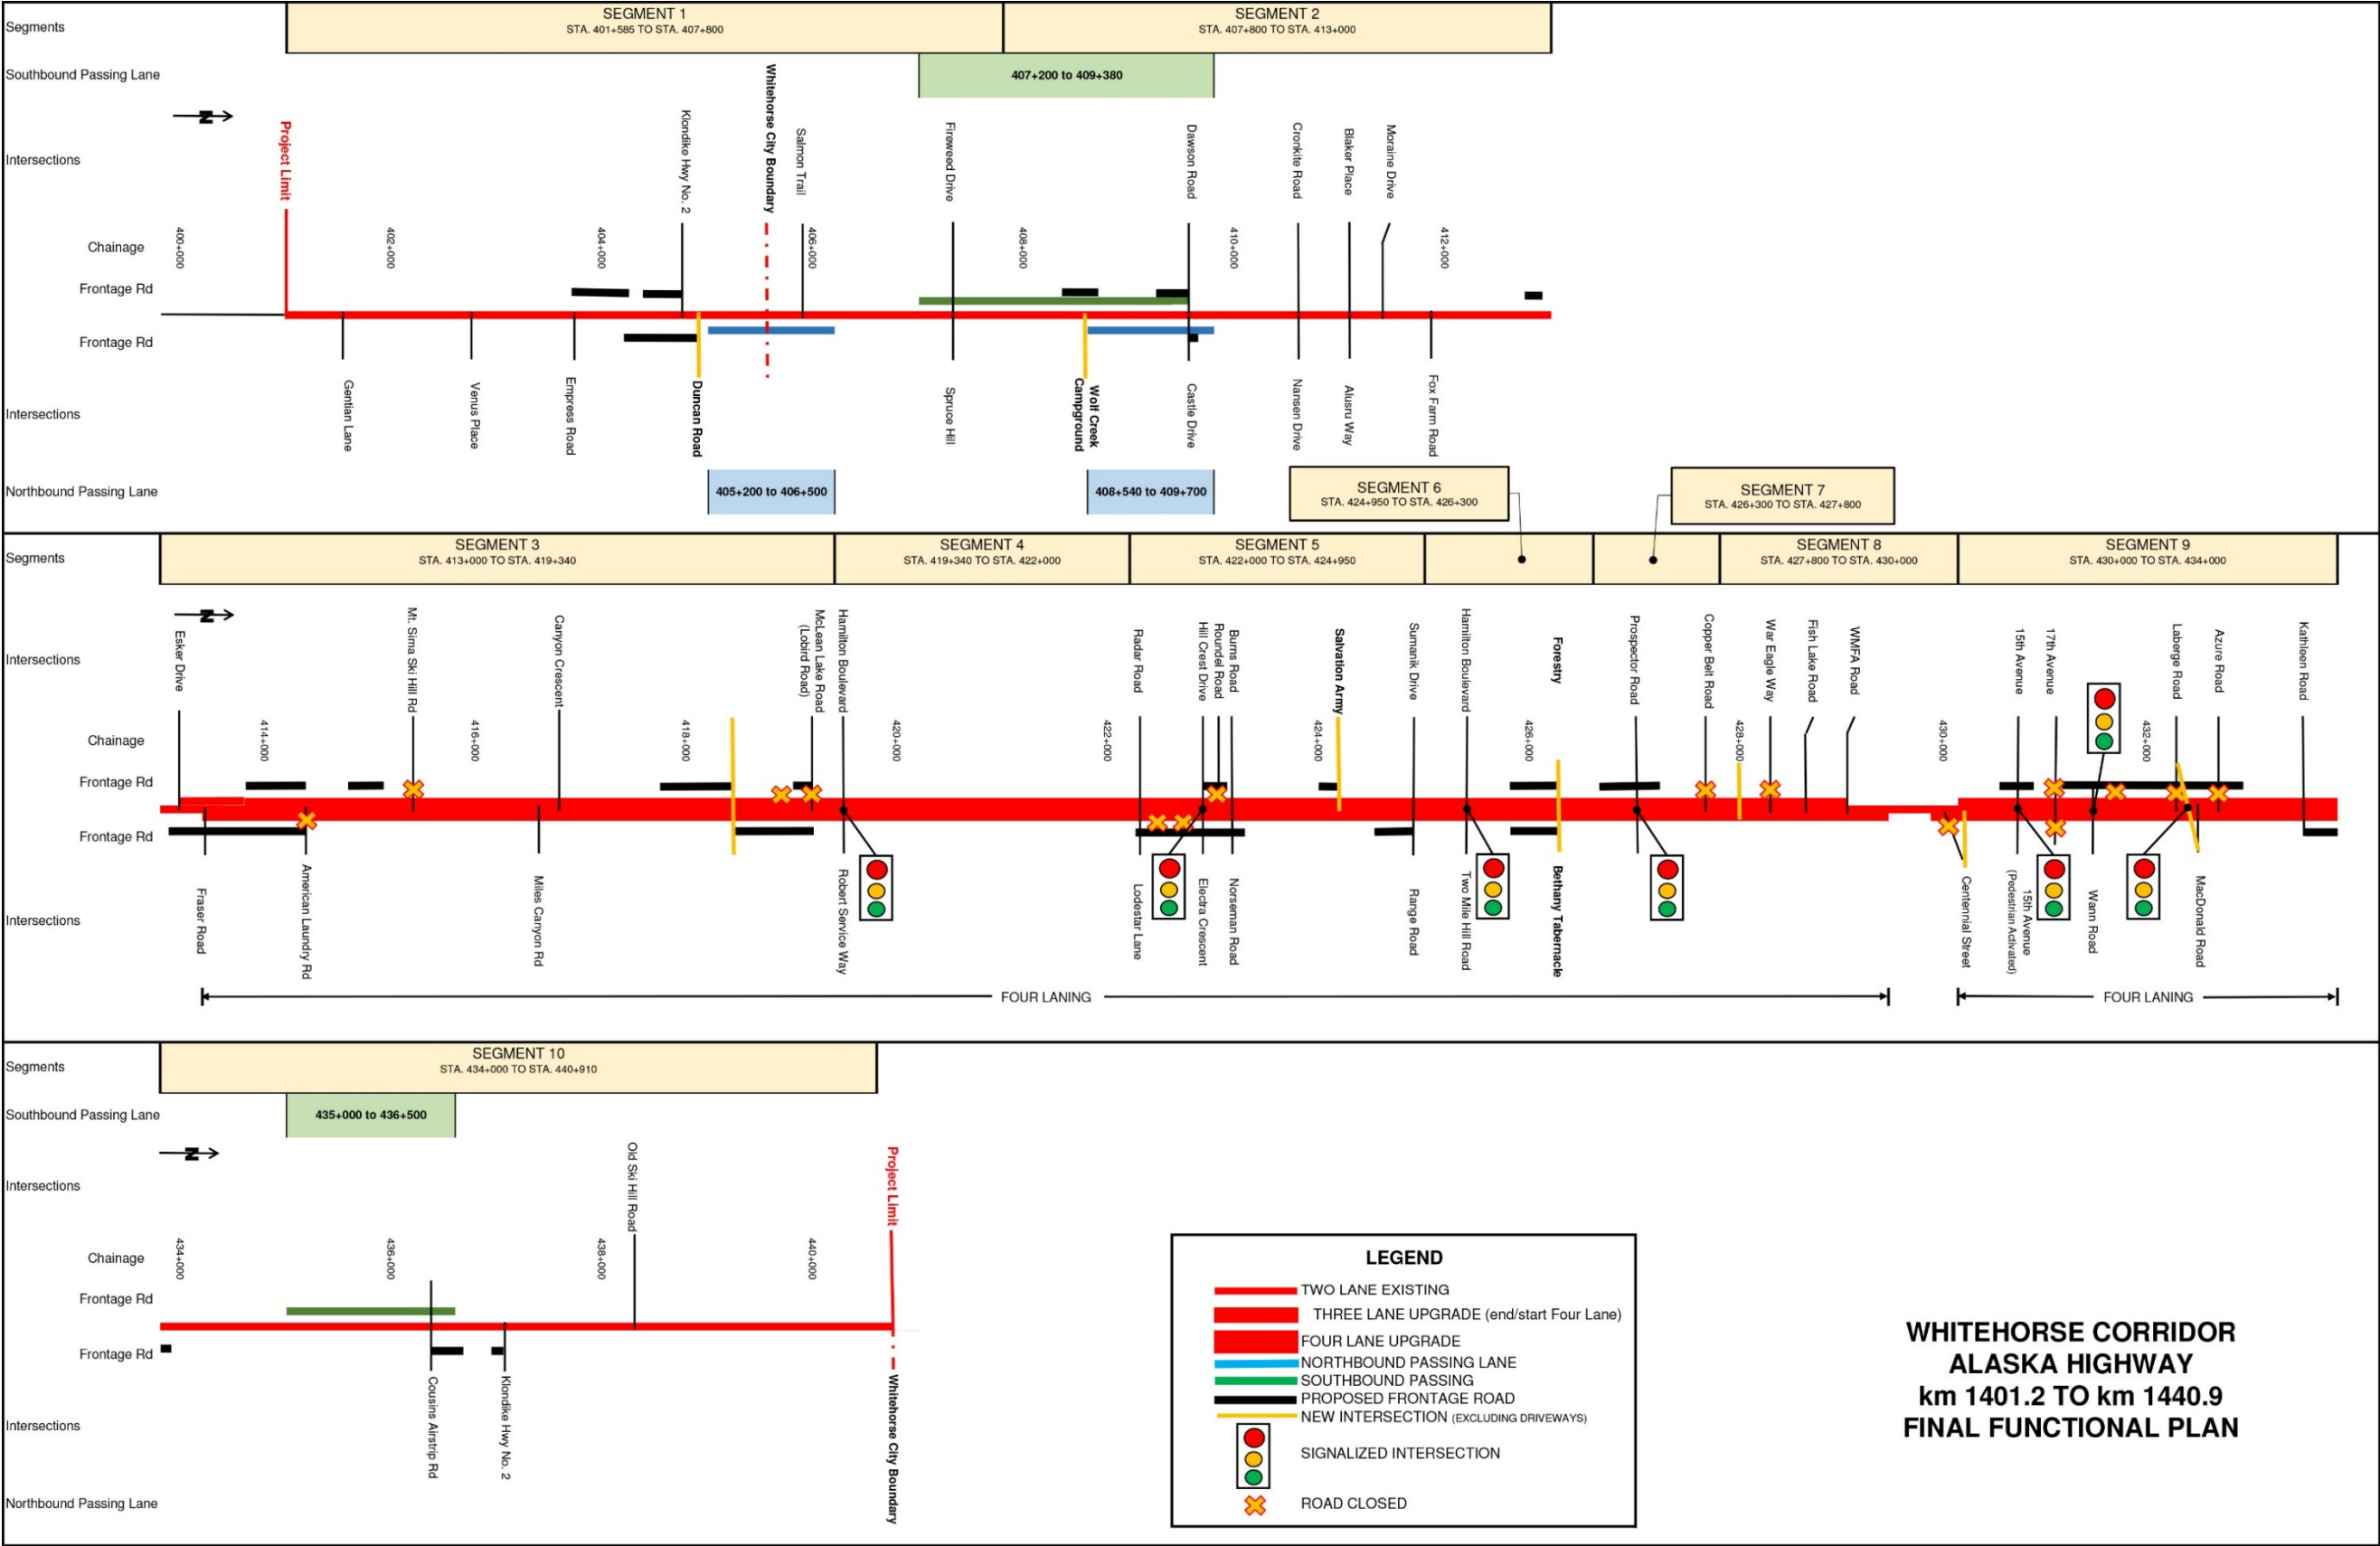 Segments
SEGMENT 1
STA. 401+585 TO STA. 407+800
SEGMENT 2
STA. 407+800 TO STA. 413+000
Southbound Passing Lane
407+200 to 409+380
N
Intersections
Project Limit
Klondike Hwy No. 2
Whitehorse City Boundary
Salmon Trail
Fireweed Drive
Dawson Road
Cronkite Road
Blaker Place
Moraine Drive
Chainage
400+000
402+000
404+000
406+000
408+000
410+000
412+000
Frontage Rd
Frontage Rd
Intersections
Gentian Lane
Venus Place
Empress Road
Duncan Road
Spruce Hill
Wolf Creek
Campground
Castle Drive
Nansen Drive
Alusru Way
Fox Farm Road
Northbound Passing Lane
405+200 to 406+500
408+540 to 409+700
SEGMENT 6
STA. 424+950 TO STA. 426+300
SEGMENT 7
STA. 426+300 TO STA. 427+800
Segments
SEGMENT 3
STA. 413+000 TO STA. 419+340
SEGMENT 4
STA. 419+340 TO STA. 422+000
SEGMENT 5
STA. 422+000 TO STA. 424+950
SEGMENT 8
STA. 427+800 TO STA. 430+000
SEGMENT 9
STA. 430+000 TO STA. 434+000
N
Intersections
Esker Drive
Mt. Sima Ski Hill Rd
Canyon Crescent
McLean Lake Road
(Lobird Road)
Hamilton Boulevard
Radar Road
Hill Crest Drive
Roundel Road
Burns Road
Salvation Army
Sumanik Drive
Hamilton Boulevard
Forestry
Prospector Road
Copper Belt Road
War Eagle Way
Fish Lake Road
WMFA Road
15th Avenue
17th Avenue
Laberge Road
Azure Road
Kathleen Road
Chainage
414+000
416+000
418+000
420+000
422+000
424+000
426+000
428+000
430+000
432+000
Frontage Rd
Frontage Rd
Intersections
Fraser Road
American Laundry Rd
Miles Canyon Rd
Robert Service Way
Lodestar Lane
Electra Crescent
Norseman Road
Range Road
Two Mile Hill Road
Bethany Tabernacle
Centennial Street
15th Avenue
(Pedestrian Activated)
Wann Road
MacDonald Road
FOUR LANING
FOUR LANING
Segments
SEGMENT 10
STA. 434+000 TO STA. 440+910
Southbound Passing Lane
435+000 to 436+500
N
Intersections
Old Ski Hill Road
Project Limit
Chainage
434+000
436+000
438+000
440+000
Frontage Rd
Frontage Rd
Intersections
Cousins Airstrip Rd
Klondike Hwy No. 2
Whitehorse City Boundary
Northbound Passing Lane
LEGEND
TWO LANE EXISTING
THREE LANE UPGRADE (end/start Four Lane)
FOUR LANE UPGRADE
NORTHBOUND PASSING LANE
SOUTHBOUND PASSING
PROPOSED FRONTAGE ROAD
NEW INTERSECTION (EXCLUDING DRIVEWAYS)
SIGNALIZED INTERSECTION
ROAD CLOSED
WHITEHORSE CORRIDOR
ALASKA HIGHWAY
km 1401.2 TO km 1440.9
FINAL FUNCTIONAL PLAN